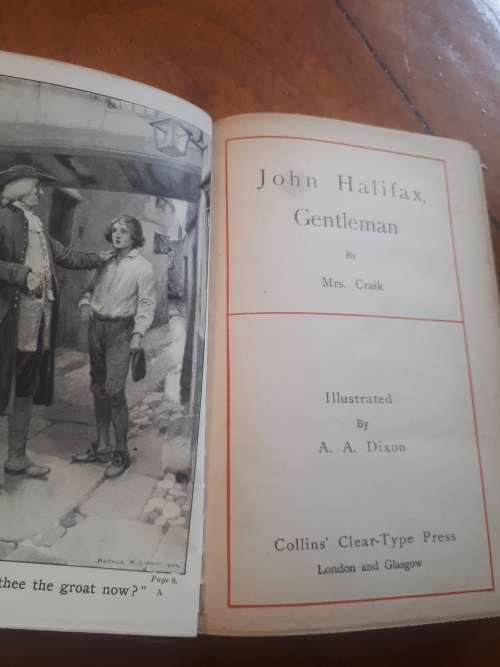 Page 8.
thee the groat now?" A
John Halifax,
Gentleman
By
Mrs. Craik
Illustrated
By
A. A. Dixon
Collins' Clear-Type Press
London and Glasgow